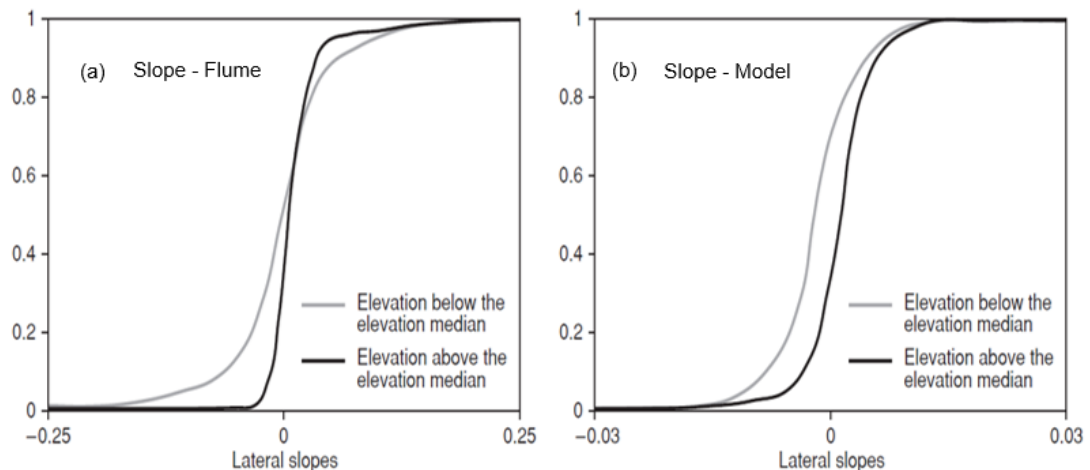 (a) Slope - Flume
1
0.8
0.6
0.4
0.2
0
Elevation below the
elevation median
Elevation above the
elevation median
−0.25 0 0.25
Lateral slopes
(b) Slope - Model
1
0.8
0.6
0.4
0.2
0
Elevation below the
elevation median
Elevation above the
elevation median
−0.03 0 0.03
Lateral slopes